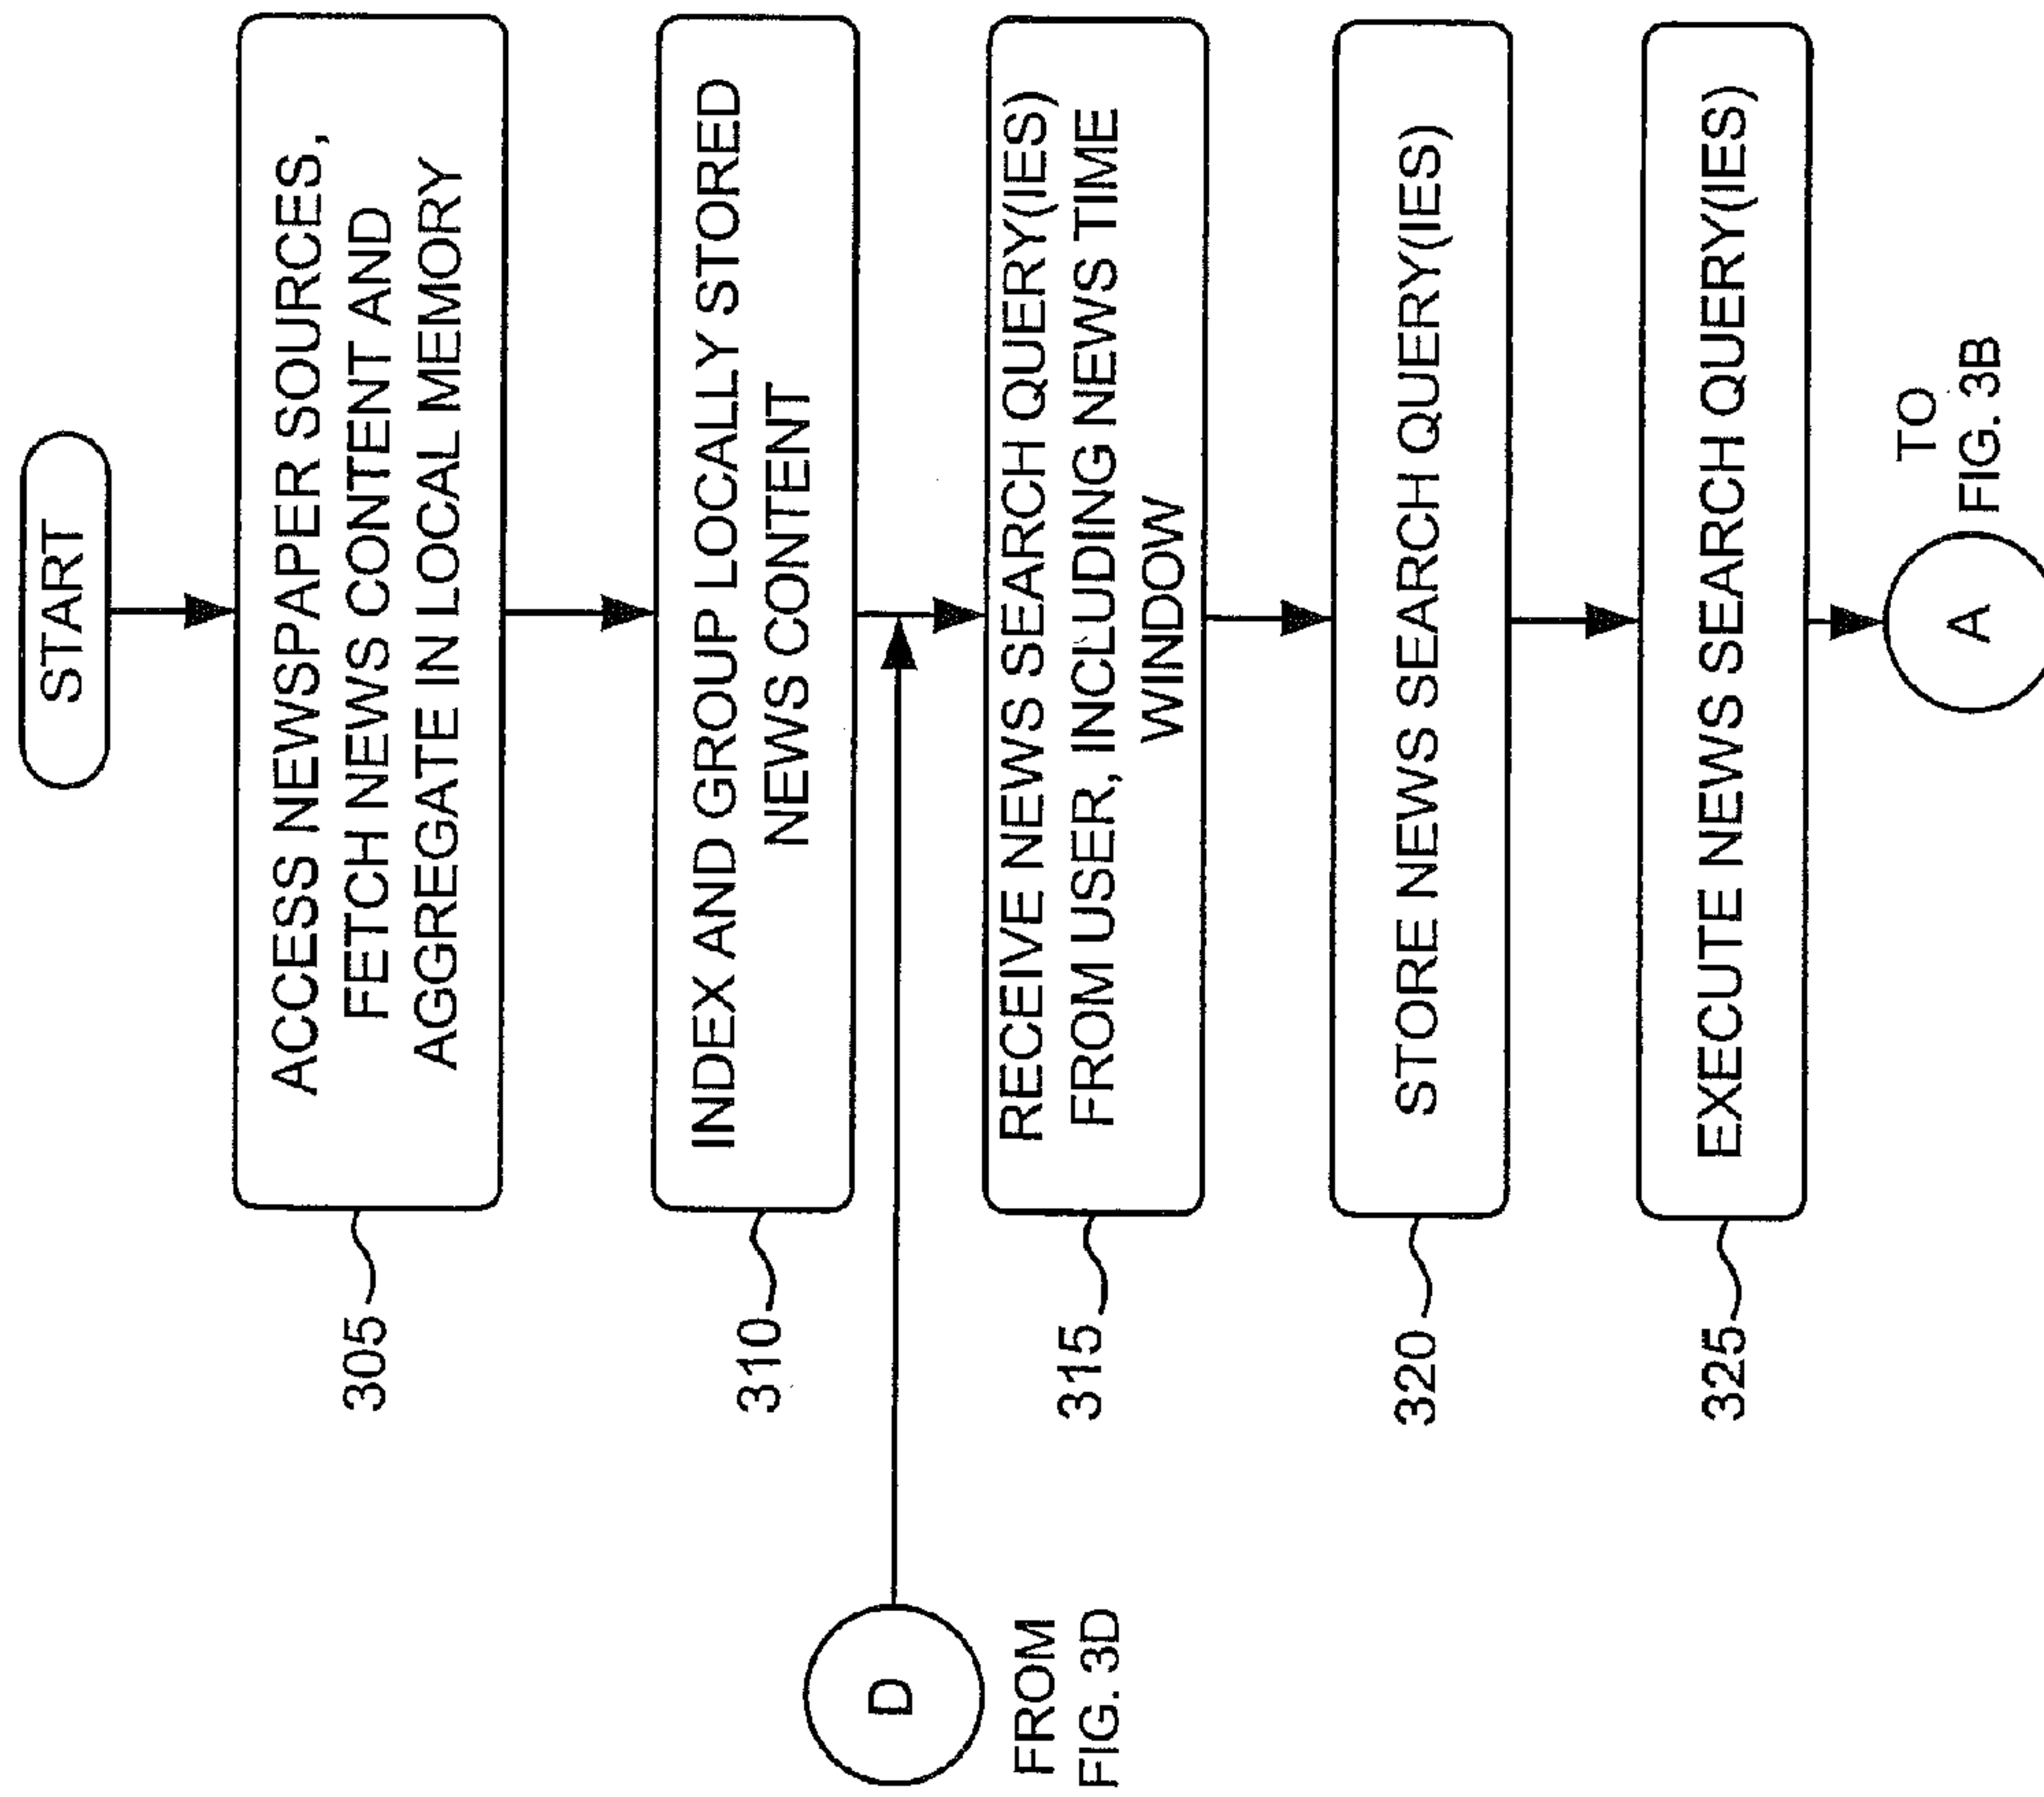 START
305
ACCESS NEWSPAPER SOURCES,
FETCH NEWS CONTENT AND
AGGREGATE IN LOCAL MEMORY
310
INDEX AND GROUP LOCALLY STORED
NEWS CONTENT
D
FROM
FIG. 3D
315
RECEIVE NEWS SEARCH QUERY(IES)
FROM USER, INCLUDING NEWS TIME
WINDOW
320
STORE NEWS SEARCH QUERY(IES)
325
EXECUTE NEWS SEARCH QUERY(IES)
A
TO
FIG. 3B